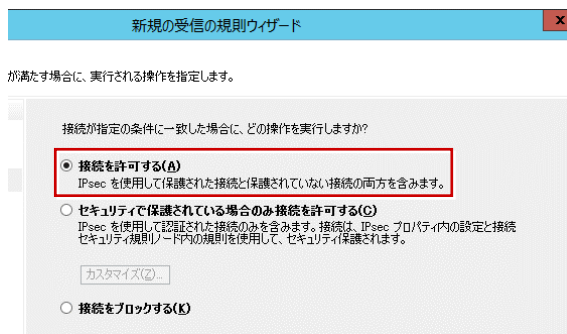 新規の受信の規則ウィザード
x
が満たす場合に、実行される操作を指定します。
接続が指定の条件に一致した場合に、どの操作を実行しますか?
接続を許可する(A)
IPsec を使用して保護された接続と保護されていない接続の両方を含みます。
セキュリティで保護されている場合のみ接続を許可する(C)
IPsec を使用して認証された接続のみを含みます。接続は、IPsec プロパティ内の設定と接続
セキュリティ規則ノード内の規則を使用して、セキュリティ保護されます。
カスタマイズ(Z)...
接続をブロックする(K)